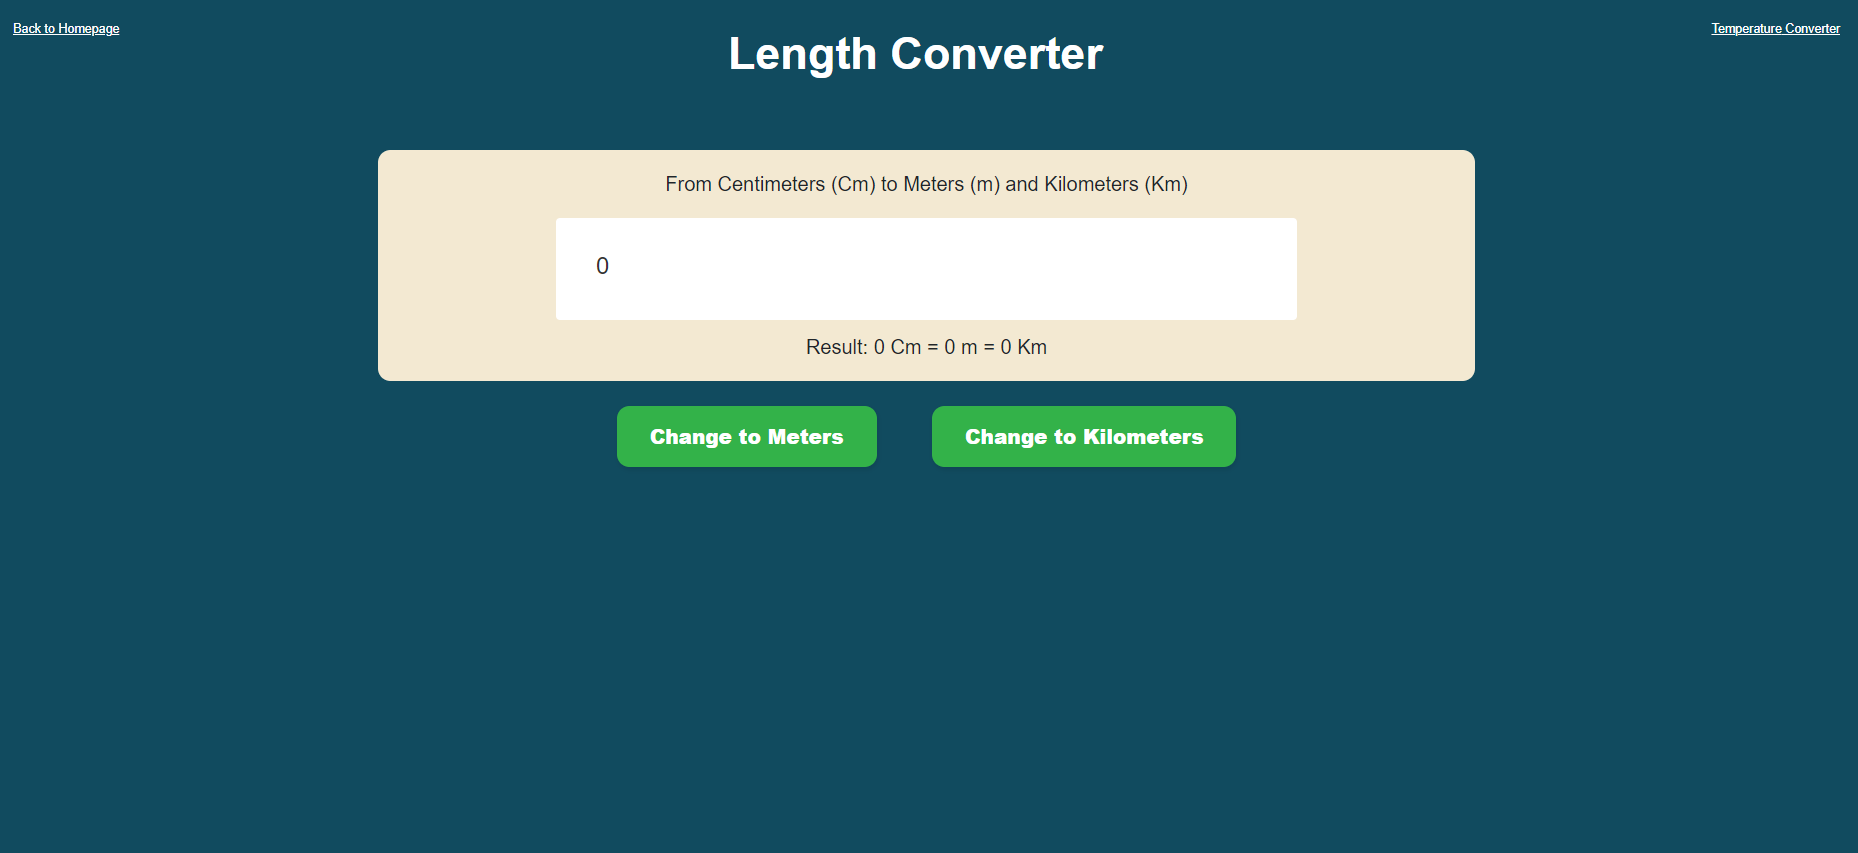 Back to Homepage
Temperature Converter
Length Converter
From Centimeters (Cm) to Meters (m) and Kilometers (Km)
0
Result: 0 Cm = 0 m = 0 Km
Change to Meters
Change to Kilometers